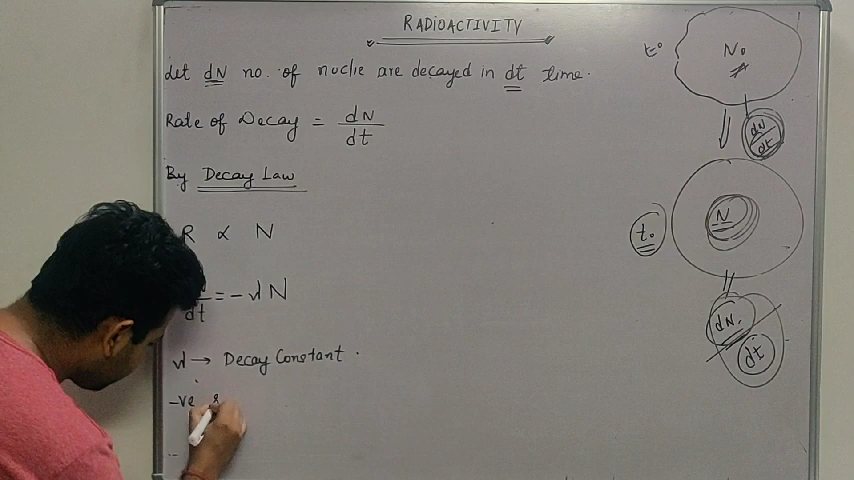 RADIOACTIVITY
Let dN no. of nuclie are decayed in dt time.
Rate of Decay = dN/dt
By Decay Law
R ∝ N
dt = -λN
λ → Decay Constant.
-ve s
t°
N₀
dN/dt
N
t₀
dN.
dt